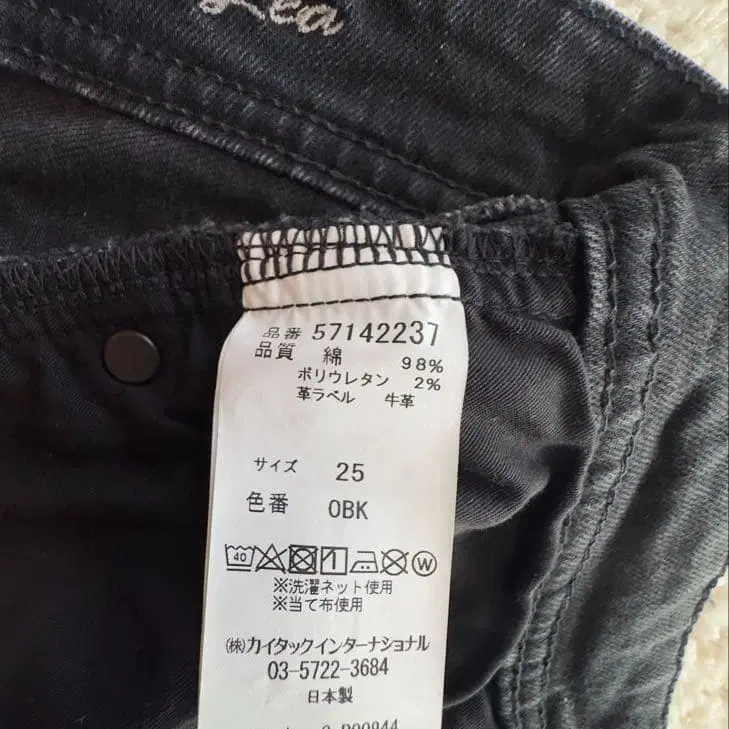 Lea
品番 57142237
品質 綿 98%
ポリウレタン 2%
革ラベル 牛革
サイズ 25
色番 0BK
40 W
※洗濯ネット使用
※当て布使用
㈱カイタックインターナショナル
03-5722-3684
日本製